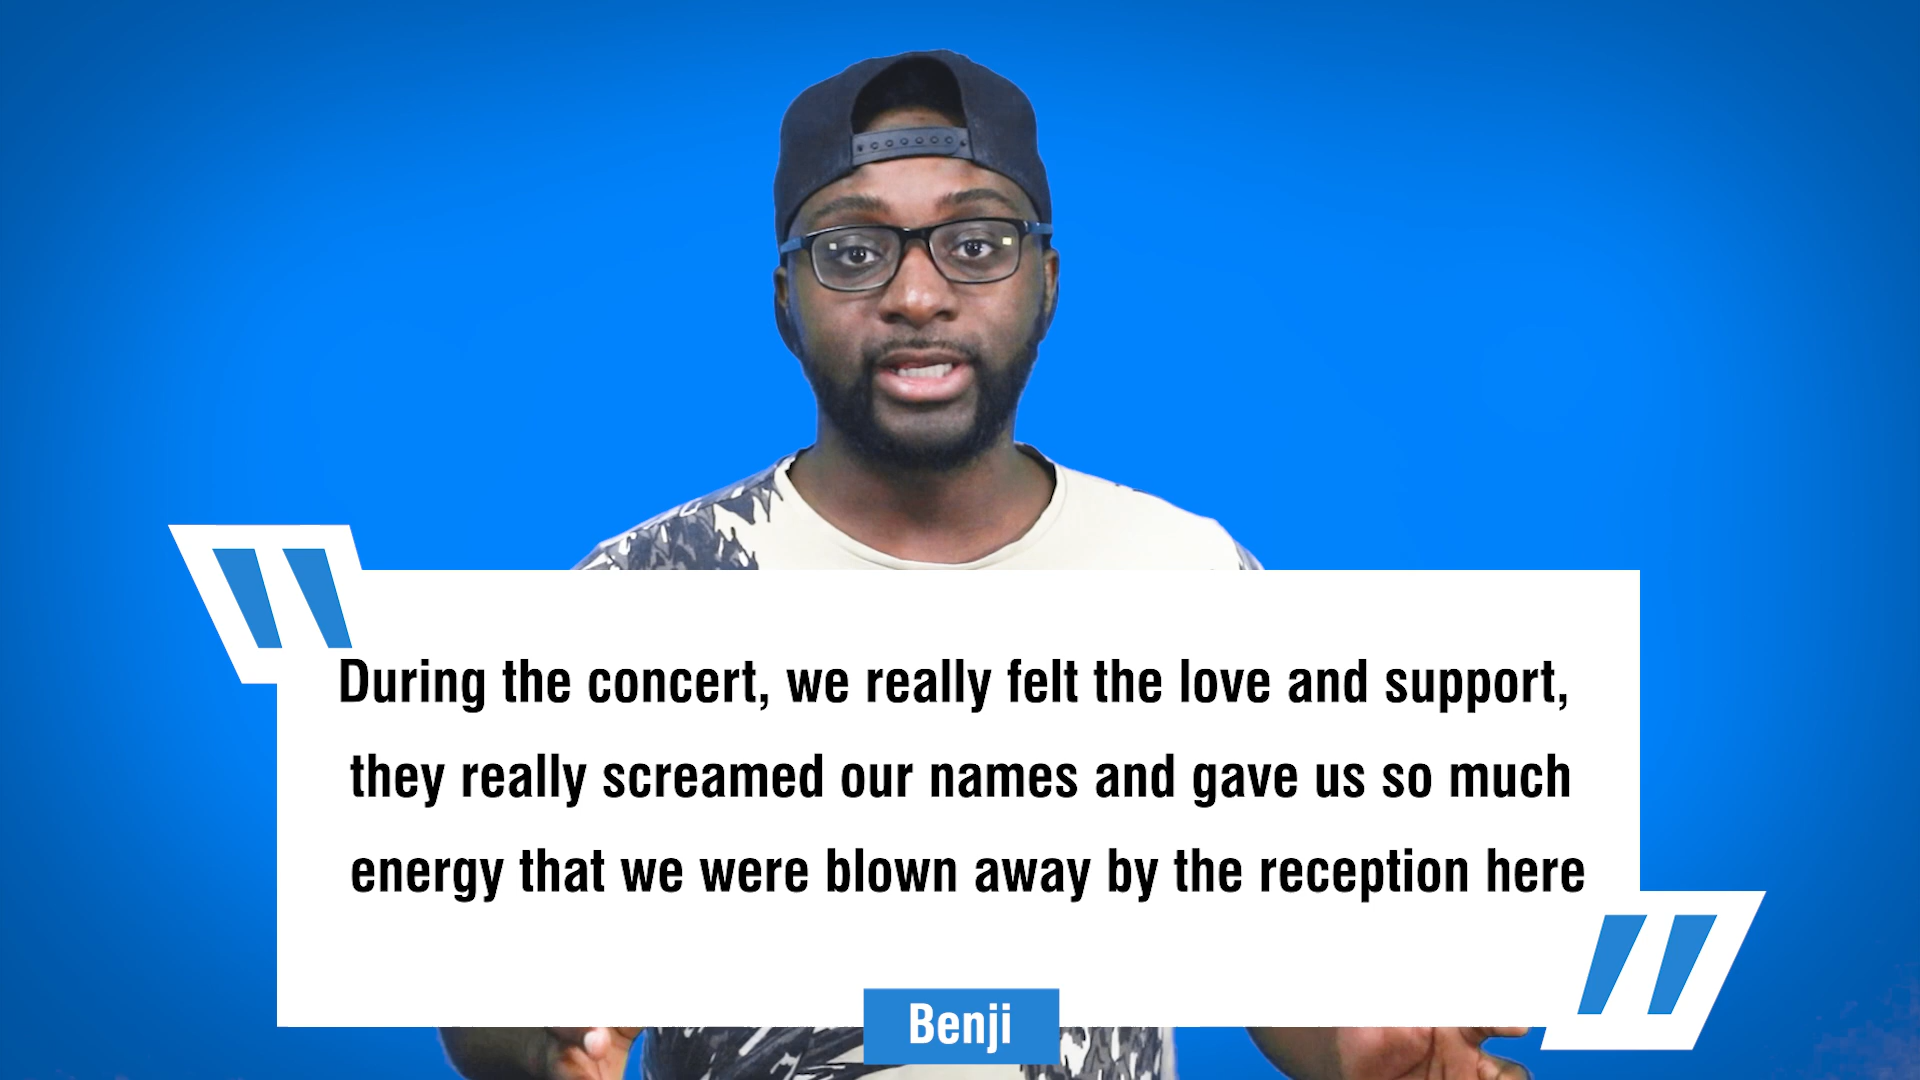 During the concert, we really felt the love and support,
they really screamed our names and gave us so much
energy that we were blown away by the reception here
Benji